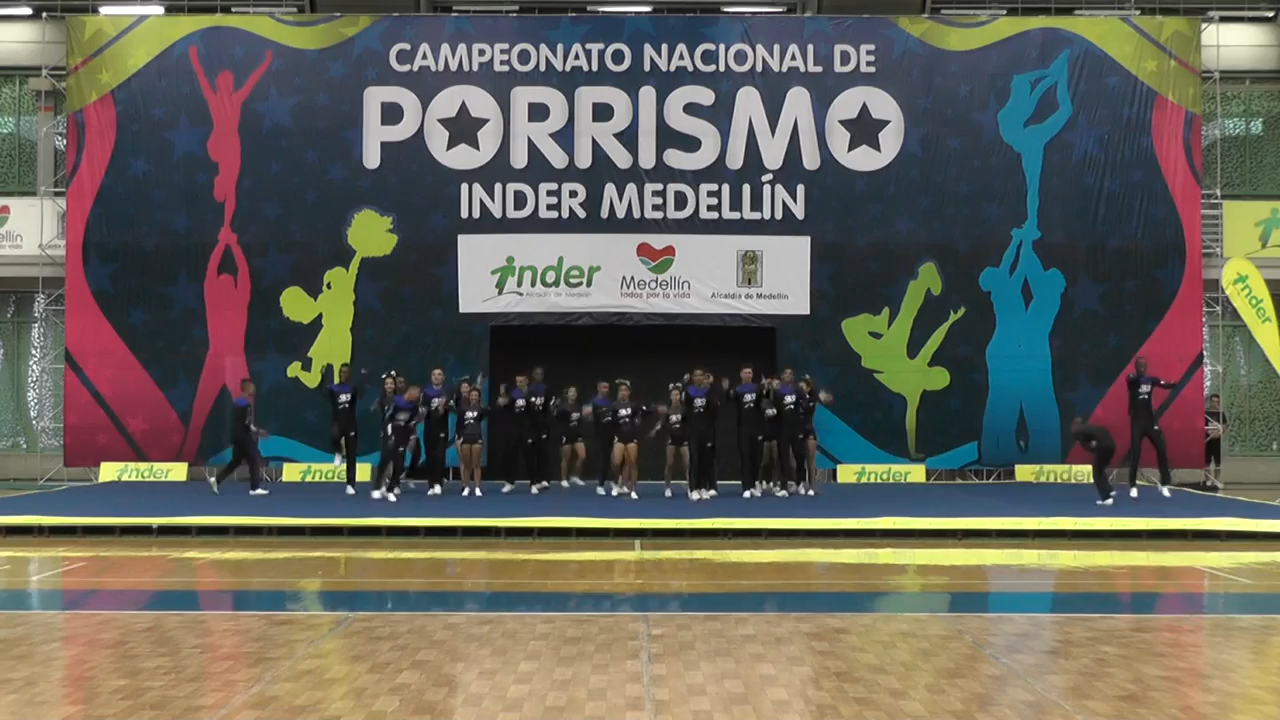 CAMPEONATO NACIONAL DE
PORRISMO
INDER MEDELLÍN
inder
Alcaldía de Medellín
Medellín
todos por la vida
Alcaldía de Medellín
inder
inder
inder
inder
inder